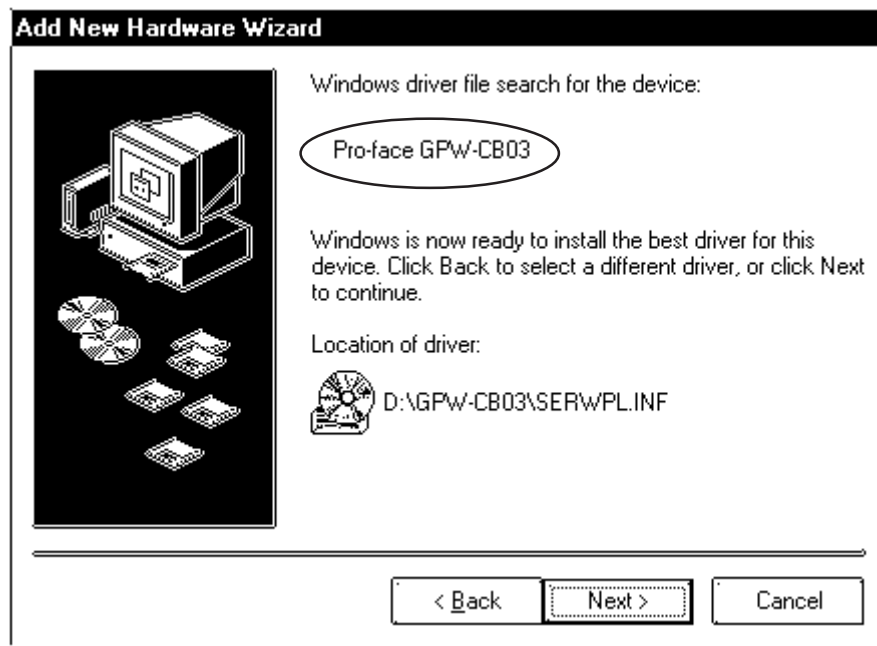 Add New Hardware Wizard
Windows driver file search for the device:
Pro-face GPW-CB03
Windows is now ready to install the best driver for this
device. Click Back to select a different driver, or click Next
to continue.
Location of driver:
D:\GPW-CB03\SERWPL.INF
< Back
Next >
Cancel